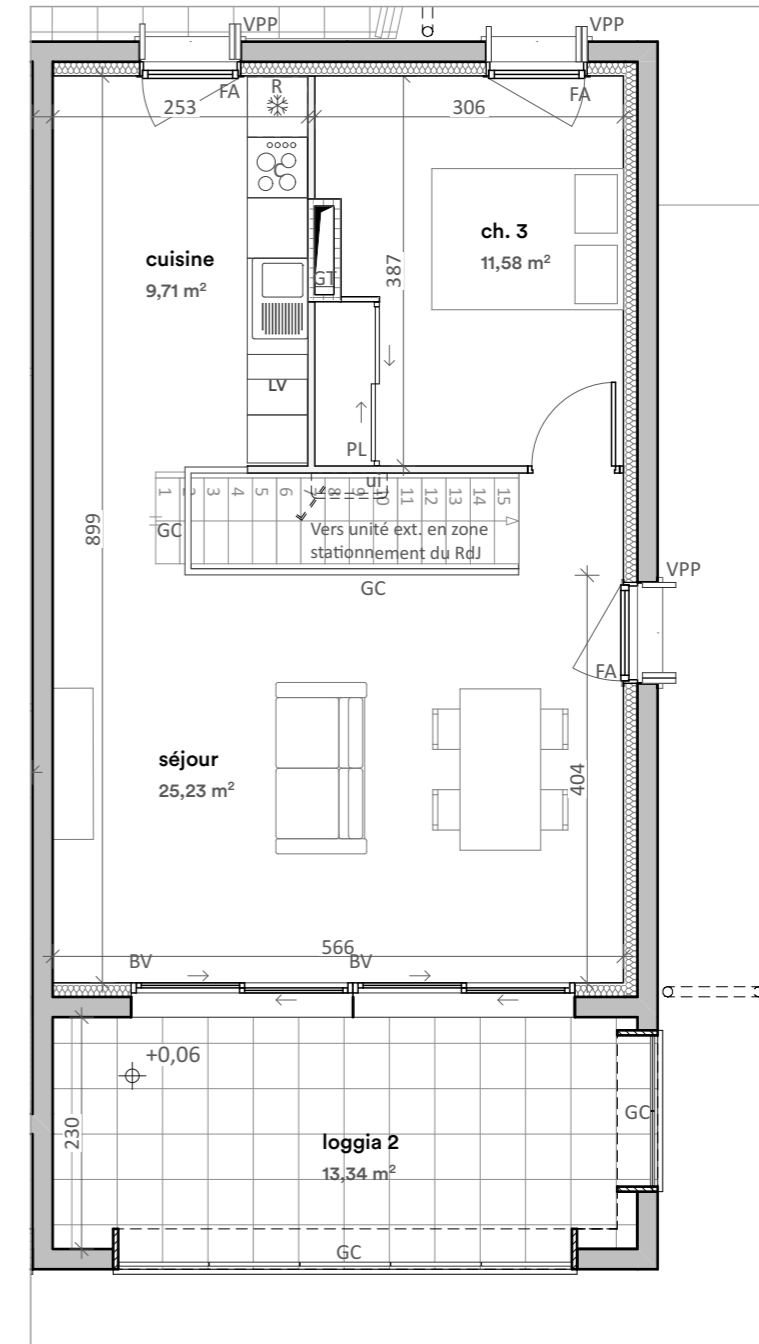 VPP
VPP
FA
R
FA
253
306
C
cuisine
9,71 m²
ch. 3
11,58 m²
GT
387
LV
PL
ui
1 2 3 4 5 6 7 8 9 10 11 12 13 14 15
GC
Vers unité ext. en zone
stationnement du RdJ
GC
899
VPP
FA
séjour
25,23 m²
404
566
BV
BV
+0,06
230
loggia 2
13,34 m²
GC
GC